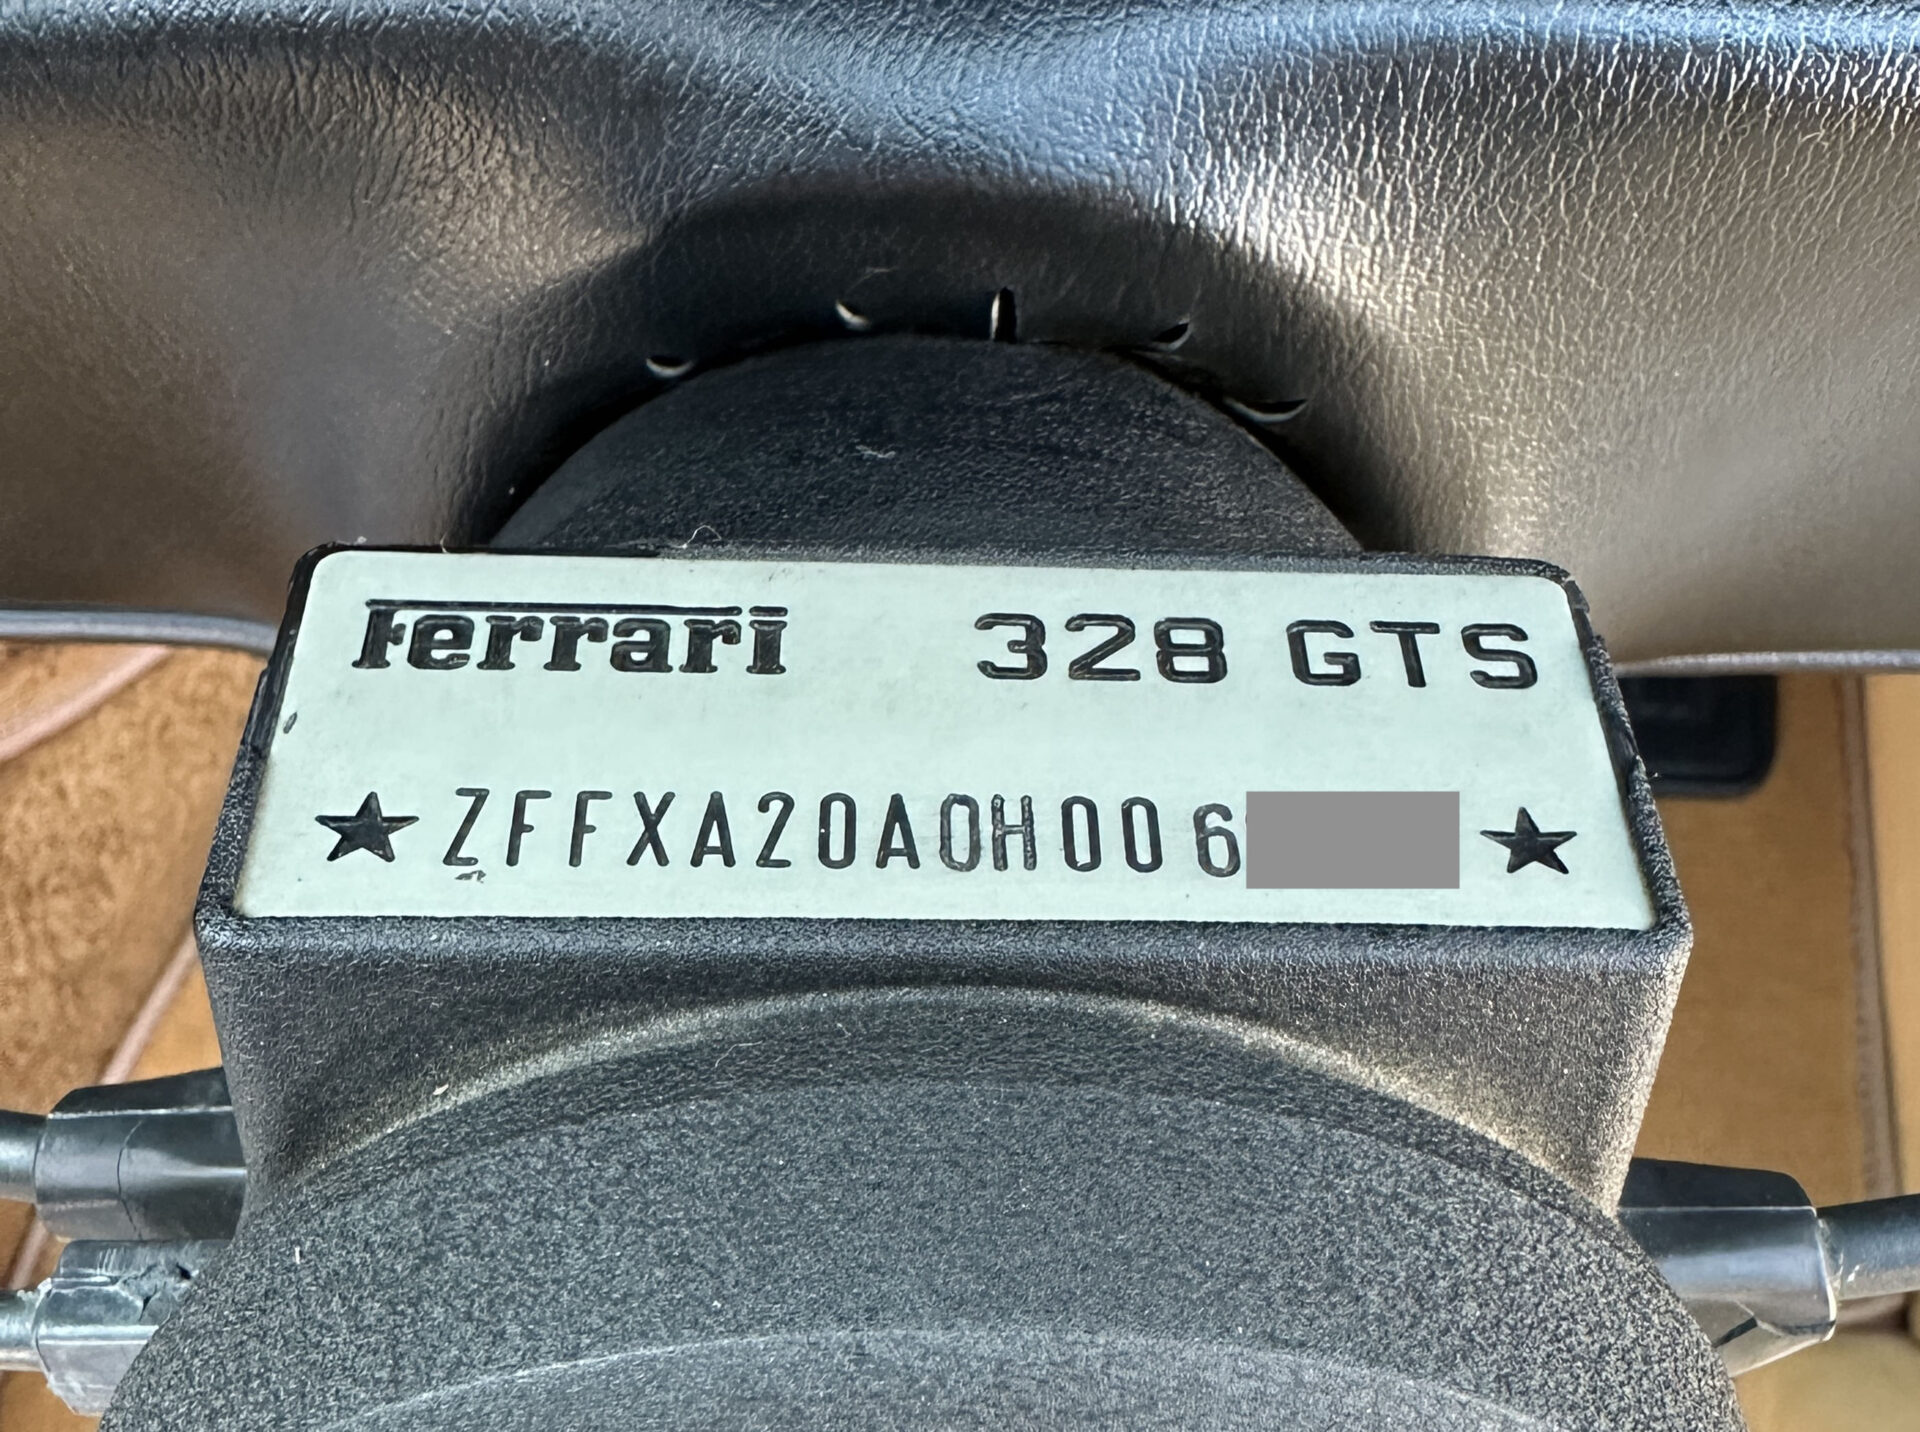 Ferrari 328 GTS
★ ZFFXA20A0H006 ★